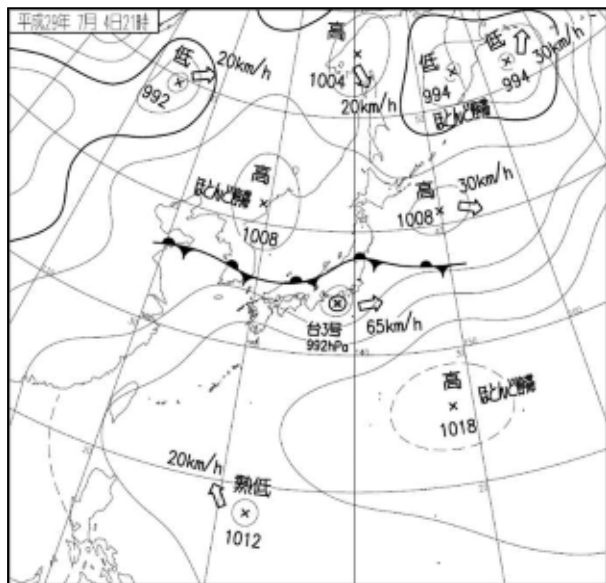 平成29年 7月 4日21時
低
992
20km/h
高
1004
20km/h
低
994
低
994
30km/h
ほとんど停滞
高
ほとんど停滞
1008
高
1008
30km/h
台3号
992hPa
65km/h
高
ほとんど停滞
1018
20km/h
熱低
1012